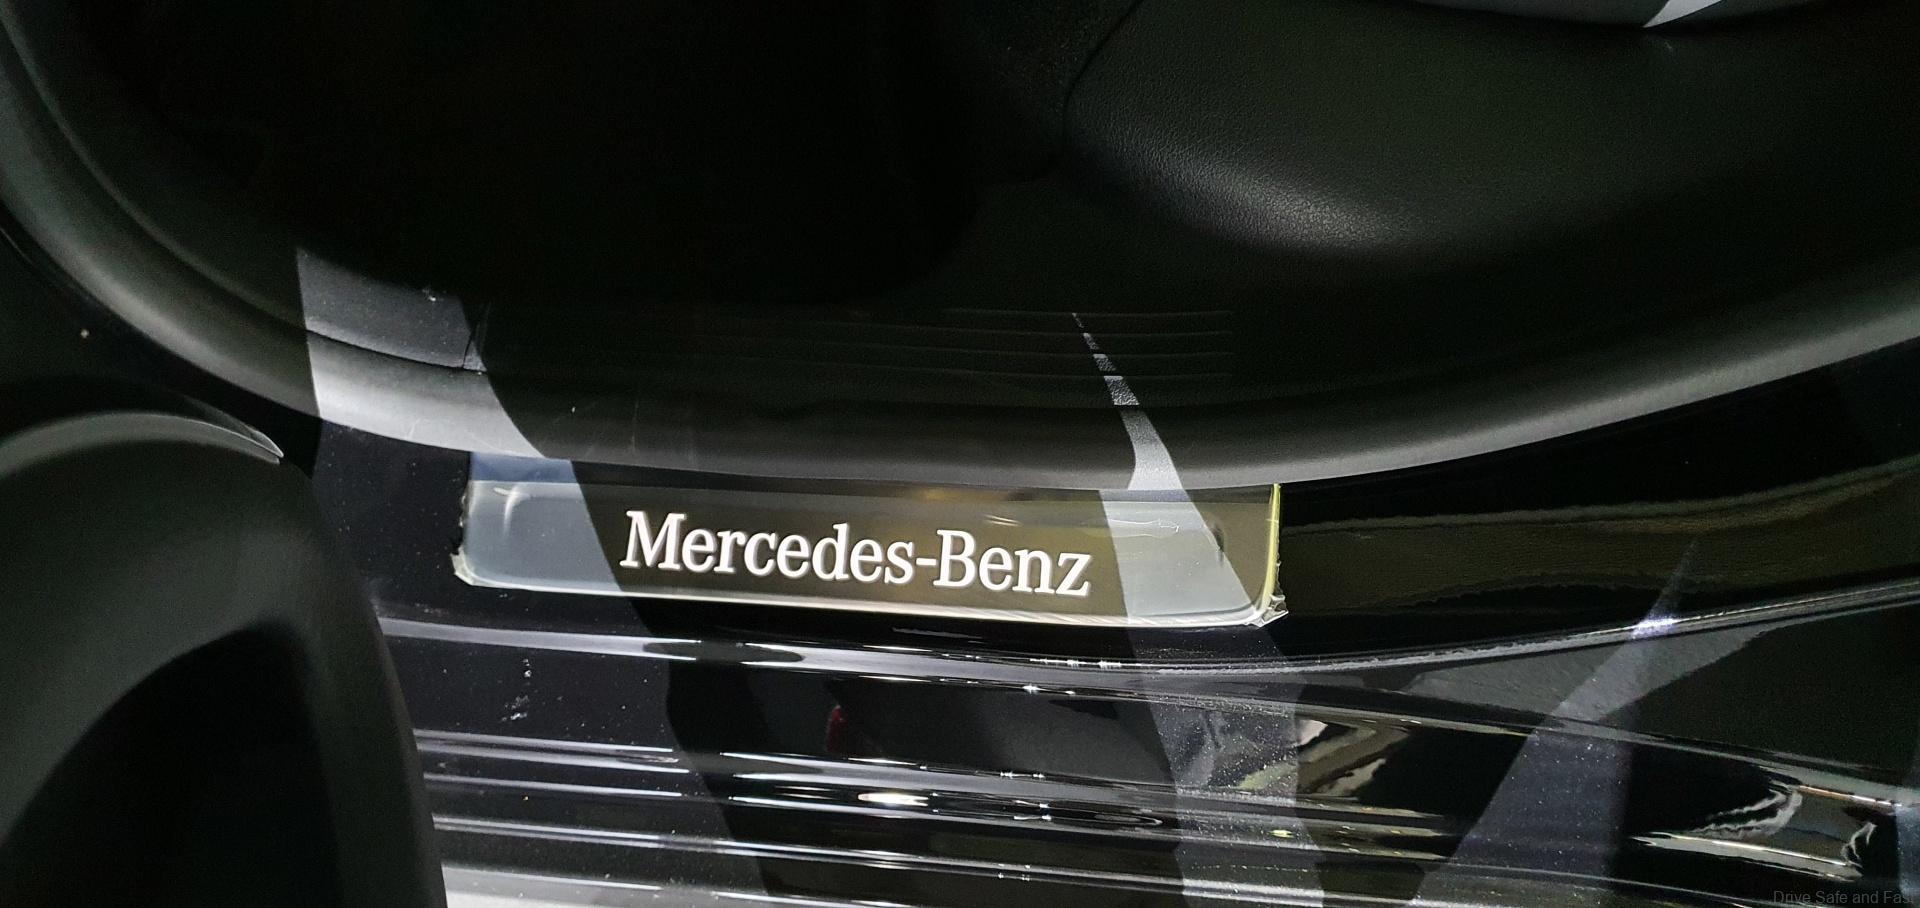 Mercedes-Benz
Drive Safe and Fast